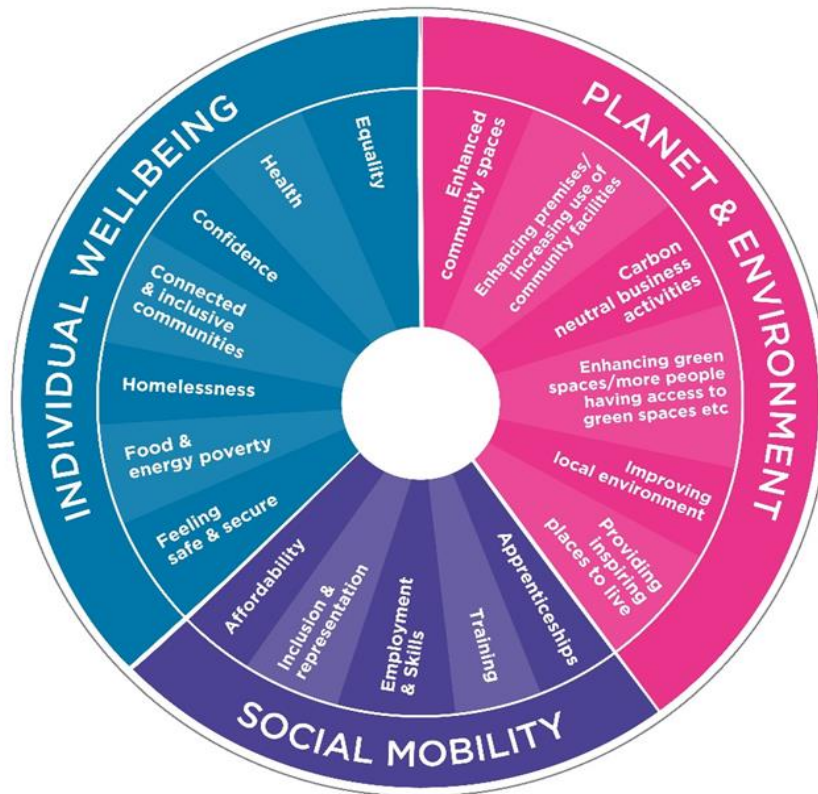 INDIVIDUAL WELLBEING
Equality
Health
Confidence
Connected
& inclusive
communities
Homelessness
Food &
energy poverty
Feeling
safe & secure
PLANET & ENVIRONMENT
Enhanced
community spaces
Enhancing premises/
increasing use of
community facilities
Carbon
neutral business
activities
Enhancing green
spaces/more people
having access to
green spaces etc
Improving
local environment
Providing
inspiring
places to live
SOCIAL MOBILITY
Affordability
Inclusion &
representation
Employment
& Skills
Training
Apprenticeships